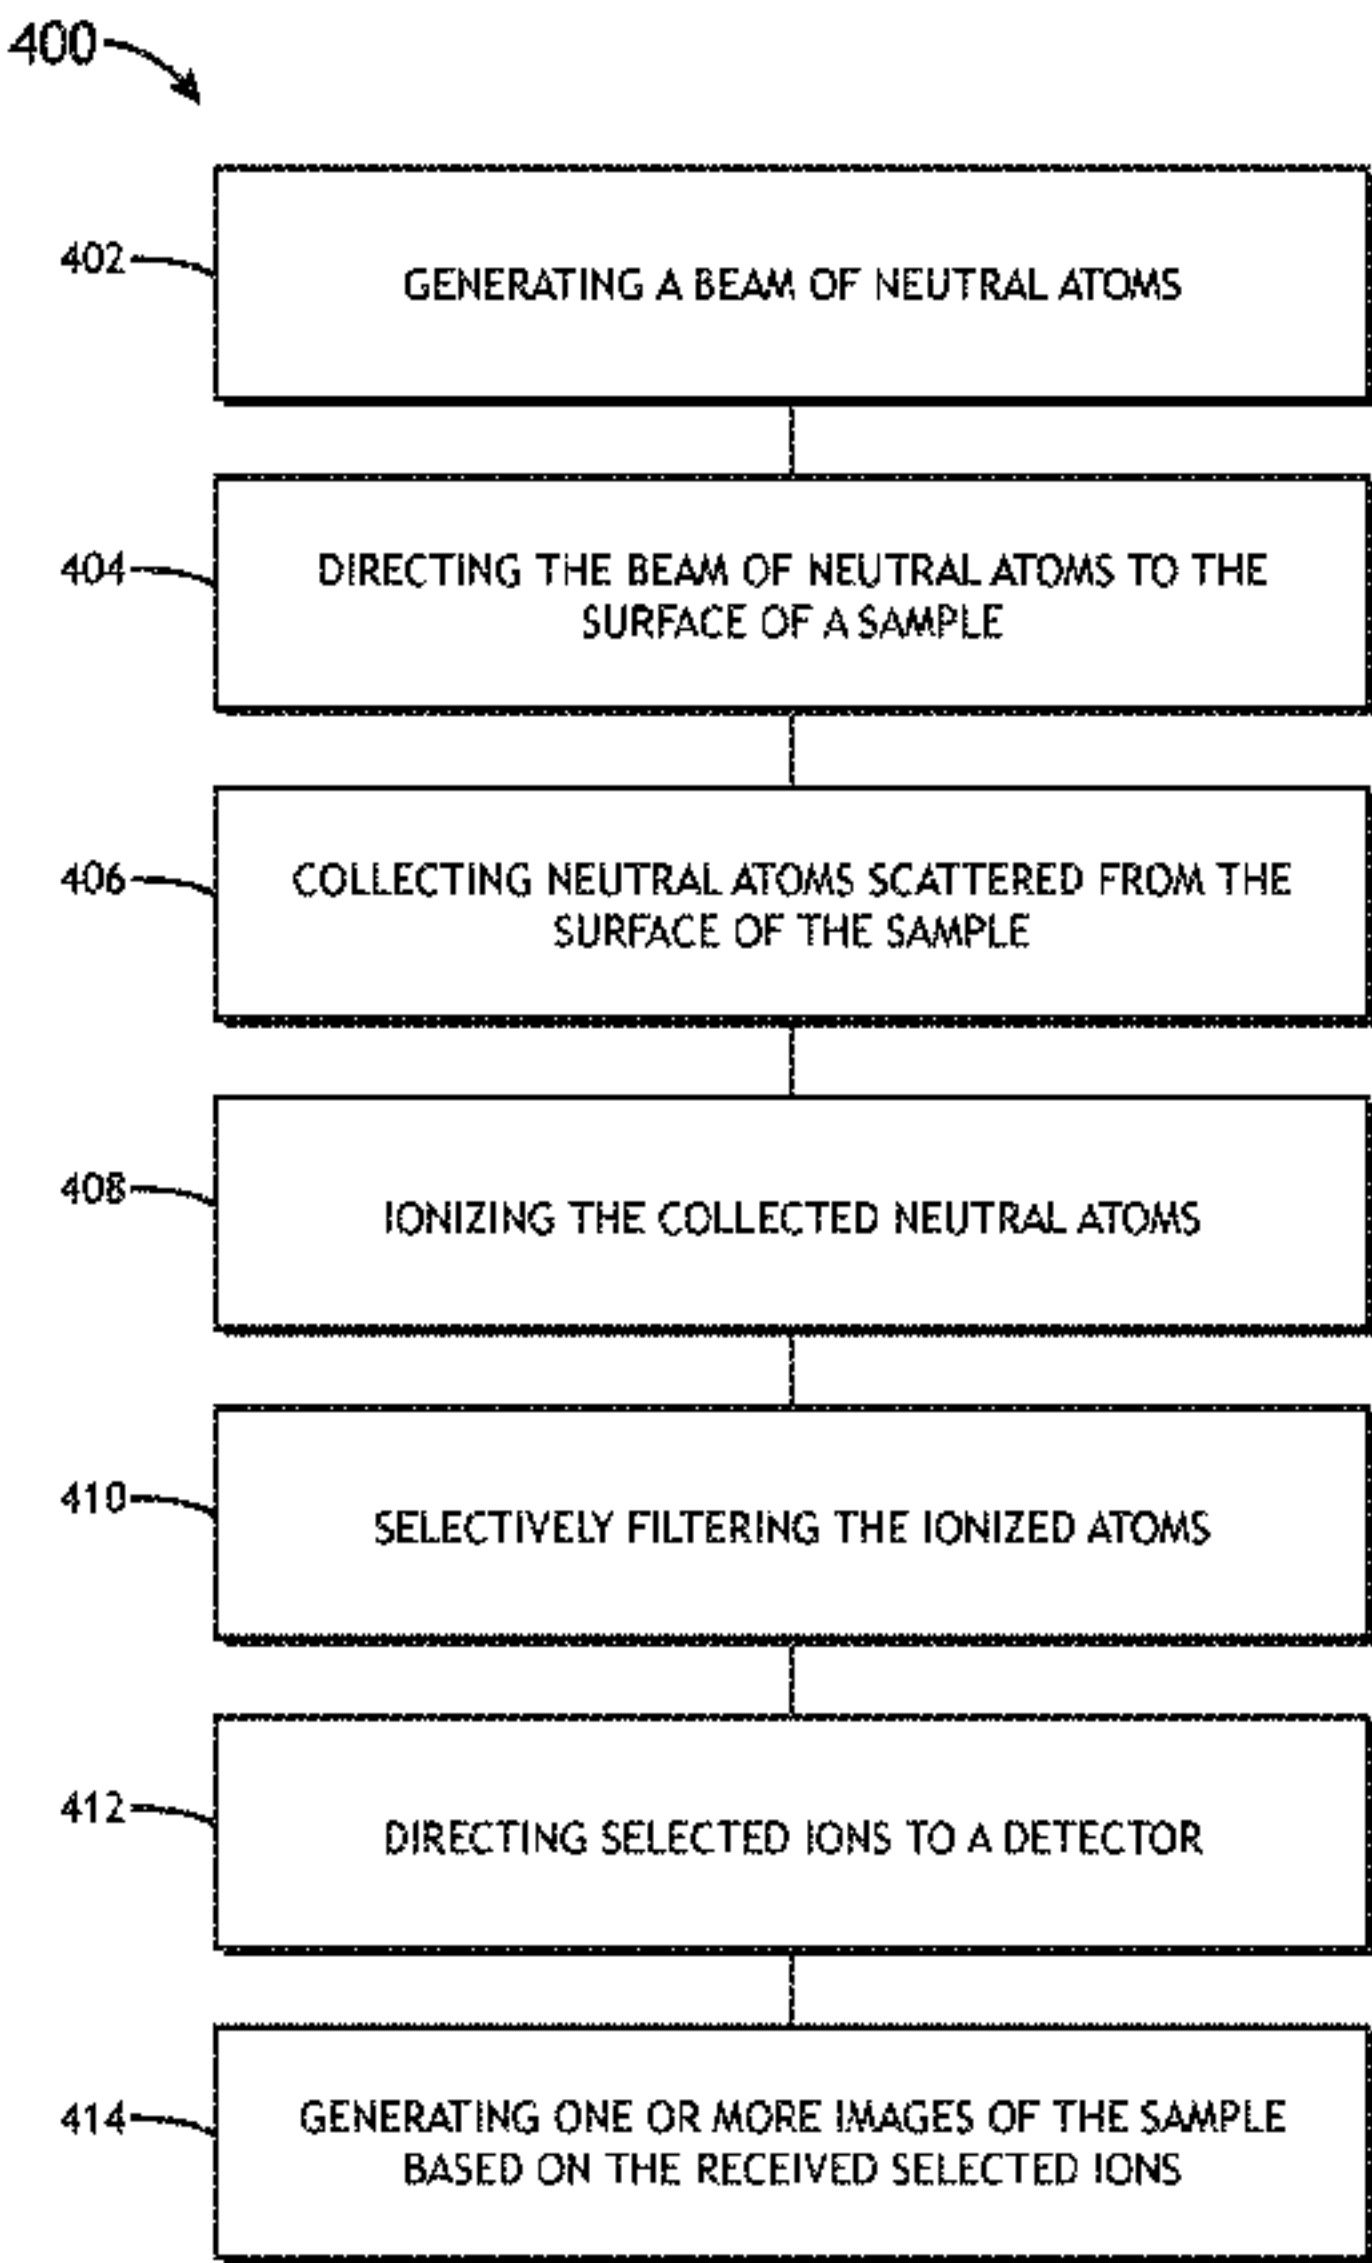 400
402
GENERATING A BEAM OF NEUTRAL ATOMS
404
DIRECTING THE BEAM OF NEUTRAL ATOMS TO THE
SURFACE OF A SAMPLE
406
COLLECTING NEUTRAL ATOMS SCATTERED FROM THE
SURFACE OF THE SAMPLE
408
IONIZING THE COLLECTED NEUTRAL ATOMS
410
SELECTIVELY FILTERING THE IONIZED ATOMS
412
DIRECTING SELECTED IONS TO A DETECTOR
414
GENERATING ONE OR MORE IMAGES OF THE SAMPLE
BASED ON THE RECEIVED SELECTED IONS